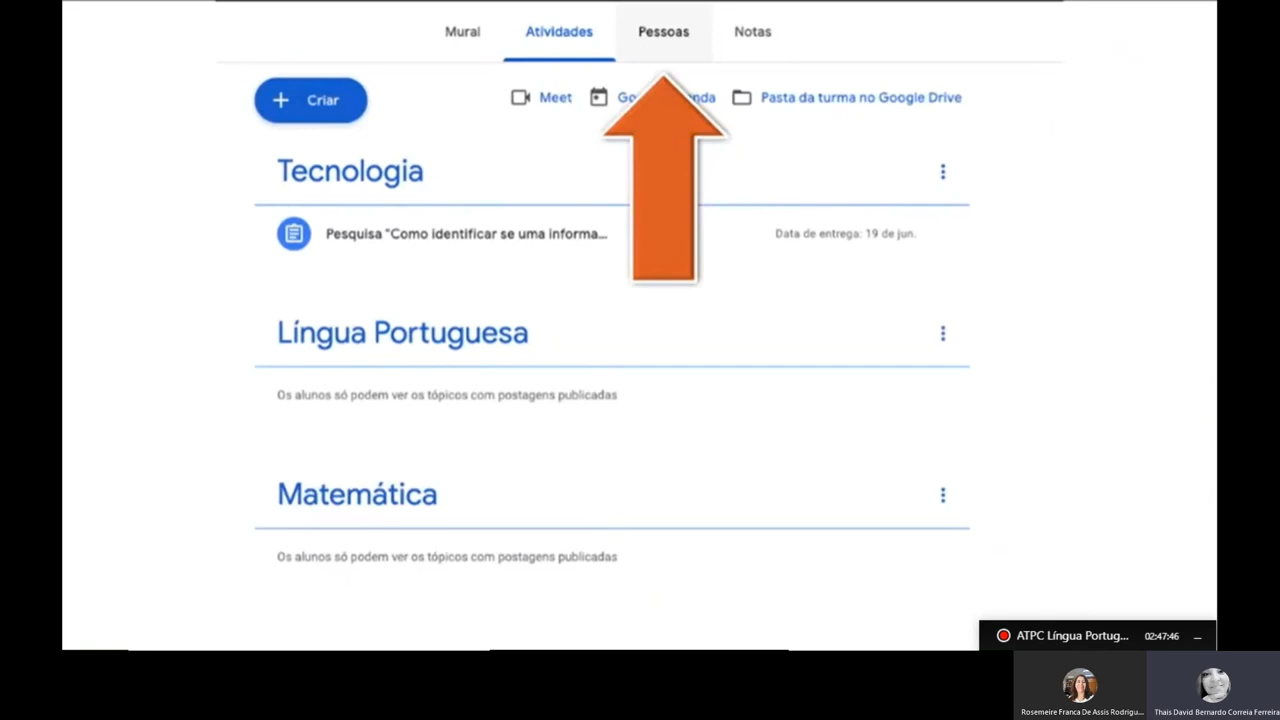 Mural Atividades Pessoas Notas
Criar Meet Pasta da turma no Google Drive
Tecnologia
Pesquisa "Como identificar se uma informa... Data de entrega: 19 de jun.
Língua Portuguesa
Os alunos só podem ver os tópicos com postagens publicadas
Matemática
Os alunos só podem ver os tópicos com postagens publicadas
ATPC Língua Portug... 02:47:46
Rosemeire Franca De Assis Rodrigu... Thais David Bernardo Correia Ferreira